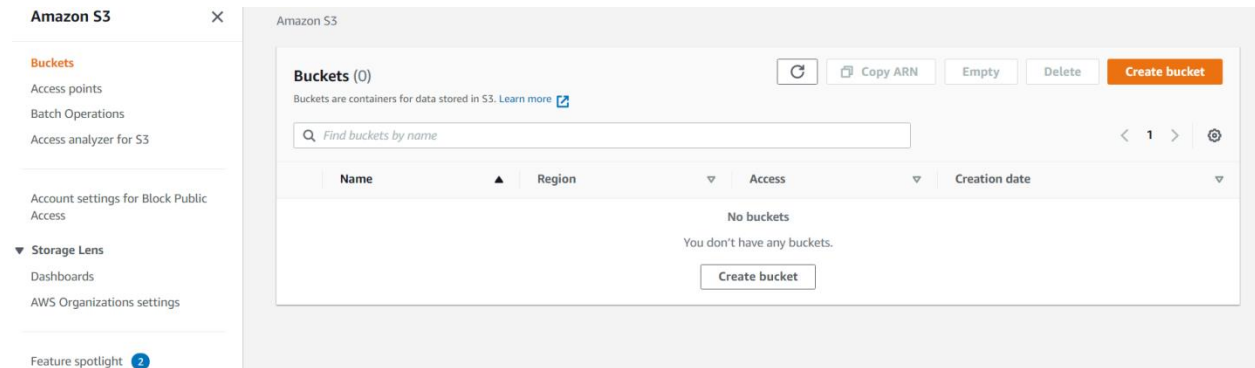 Amazon S3
Buckets
Access points
Batch Operations
Access analyzer for S3
Account settings for Block Public
Access
Storage Lens
Dashboards
AWS Organizations settings
Feature spotlight 2
Amazon S3
Buckets (0)
Copy ARN Empty Delete Create bucket
Buckets are containers for data stored in S3. Learn more
Find buckets by name
1
Name Region Access Creation date
No buckets
You don't have any buckets.
Create bucket